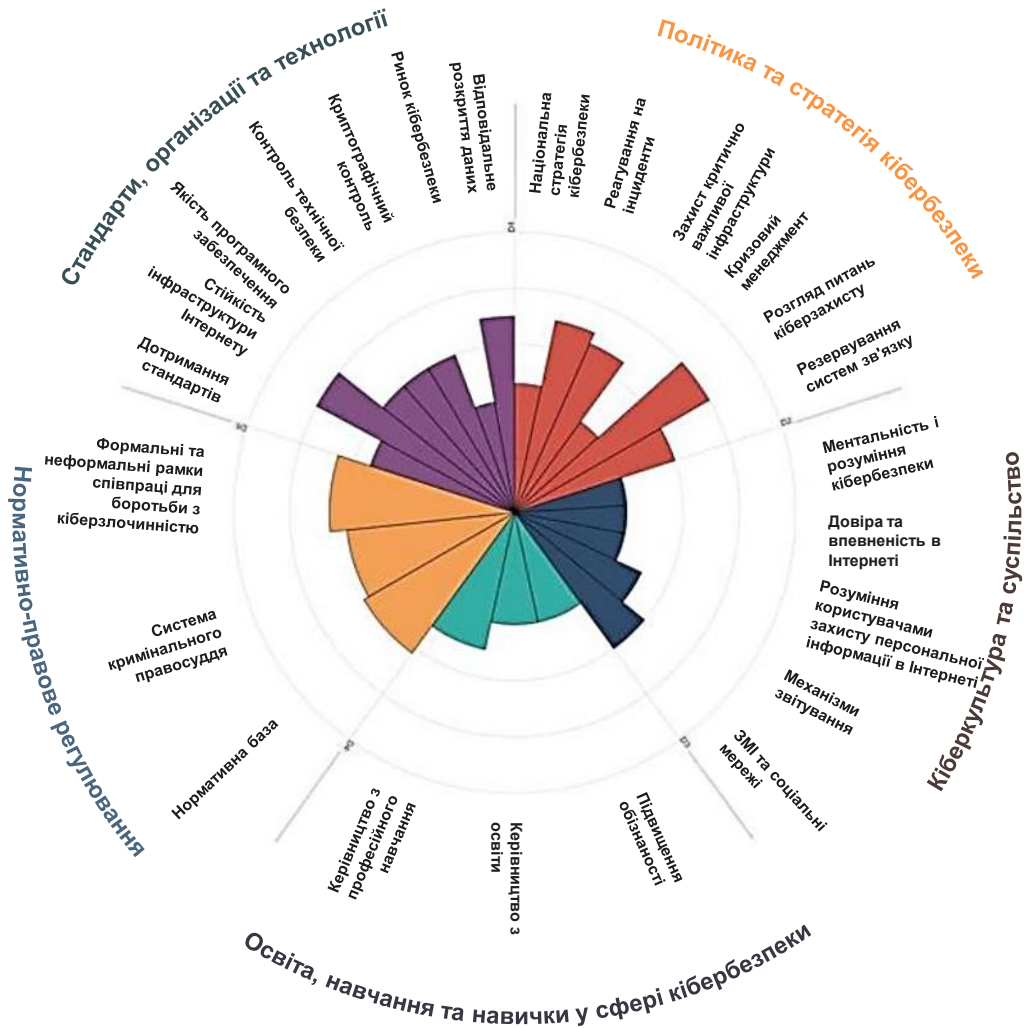 Політика та стратегія кібербезпеки
Національна
стратегія
кібербезпеки
Реагування на
інциденти
Захист критично
важливої
інфраструктури
Кризовий
менеджмент
Розгляд питань
кіберзахисту
Резервування
систем зв'язку
Кіберкультура та суспільство
Ментальність і
розуміння
кібербезпеки
Довіра та
впевненість в
Інтернеті
Розуміння
користувачами
захисту персональної
інформації в Інтернеті
Механізми
звітування
ЗМІ та соціальні
мережі
Освіта, навчання та навички у сфері кібербезпеки
Підвищення
обізнаності
Керівництво з
освіти
Керівництво з
професійного
навчання
Нормативно-правове регулювання
Нормативна база
Система
кримінального
правосуддя
Формальні та
неформальні рамки
співпраці для
боротьби з
кіберзлочинністю
Стандарти, організації та технології
Дотримання
стандартів
Стійкість
інфраструктури
Інтернету
Якість програмного
забезпечення
Контроль технічної
безпеки
Криптографічний
контроль
Ринок кібербезпеки
Відповідальне
розкриття даних